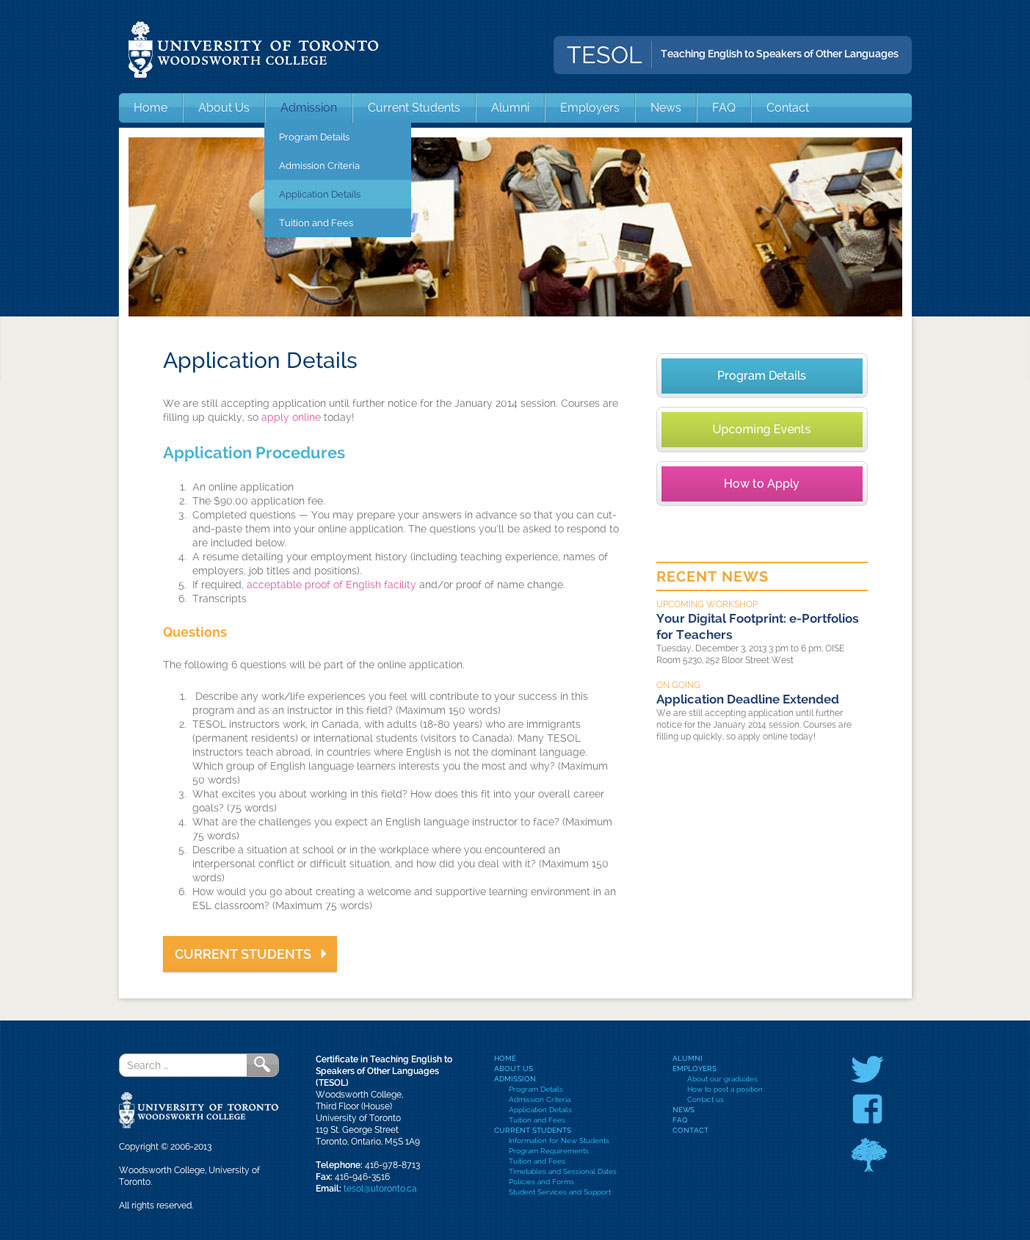 UNIVERSITY OF TORONTO
WOODSWORTH COLLEGE
TESOL Teaching English to Speakers of Other Languages
Home About Us Admission Current Students Alumni Employers News FAQ Contact
Program Details
Admission Criteria
Application Details
Tuition and Fees
Application Details
We are still accepting application until further notice for the January 2014 session. Courses are
filling up quickly, so apply online today!
Application Procedures
1. An online application
2. The $90.00 application fee.
3. Completed questions — You may prepare your answers in advance so that you can cut-
and-paste them into your online application. The questions you'll be asked to respond to
are included below.
4. A resume detailing your employment history (including teaching experience, names of
employers, job titles and positions).
5. If required, acceptable proof of English facility and/or proof of name change.
6. Transcripts
Questions
The following 6 questions will be part of the online application.
1. Describe any work/life experiences you feel will contribute to your success in this
program and as an instructor in this field? (Maximum 150 words)
2. TESOL instructors work, in Canada, with adults (18-80 years) who are immigrants
(permanent residents) or international students (visitors to Canada). Many TESOL
instructors teach abroad, in countries where English is not the dominant language.
Which group of English language learners interests you the most and why? (Maximum
50 words)
3. What excites you about working in this field? How does this fit into your overall career
goals? (75 words)
4. What are the challenges you expect an English language instructor to face? (Maximum
75 words)
5. Describe a situation at school or in the workplace where you encountered an
interpersonal conflict or difficult situation, and how did you deal with it? (Maximum 150
words)
6. How would you go about creating a welcome and supportive learning environment in an
ESL classroom? (Maximum 75 words)
CURRENT STUDENTS
Program Details
Upcoming Events
How to Apply
RECENT NEWS
UPCOMING WORKSHOP
Your Digital Footprint: e-Portfolios
for Teachers
Tuesday, December 3, 2013 3 pm to 6 pm, OISE
Room 5230, 252 Bloor Street West
ON GOING
Application Deadline Extended
We are still accepting application until further
notice for the January 2014 session. Courses are
filling up quickly, so apply online today!
Search ..
UNIVERSITY OF TORONTO
WOODSWORTH COLLEGE
Copyright © 2006-2013
Woodsworth College, University of
Toronto.
All rights reserved.
Certificate in Teaching English to
Speakers of Other Languages
(TESOL)
Woodsworth College,
Third Floor (House)
University of Toronto
119 St. George Street
Toronto, Ontario, M5S 1A9
Telephone: 416-978-8713
Fax: 416-946-3516
Email: tesol@utoronto.ca
HOME
ABOUT US
ADMISSION
Program Details
Admission Criteria
Application Details
Tuition and Fees
CURRENT STUDENTS
Information for New Students
Program Requirements
Tuition and Fees
Timetables and Sessional Dates
Policies and Forms
Student Services and Support
ALUMNI
EMPLOYERS
About our graduates
How to post a position
Contact us
NEWS
FAQ
CONTACT